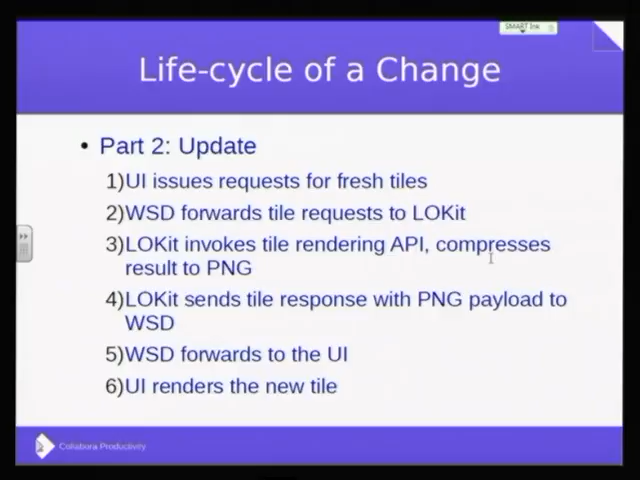 SMART Ink
Life-cycle of a Change
• Part 2: Update
1)UI issues requests for fresh tiles
2)WSD forwards tile requests to LOKit
3)LOKit invokes tile rendering API, compresses
result to PNG
4)LOKit sends tile response with PNG payload to
WSD
5)WSD forwards to the UI
6)UI renders the new tile
Collabora Productivity